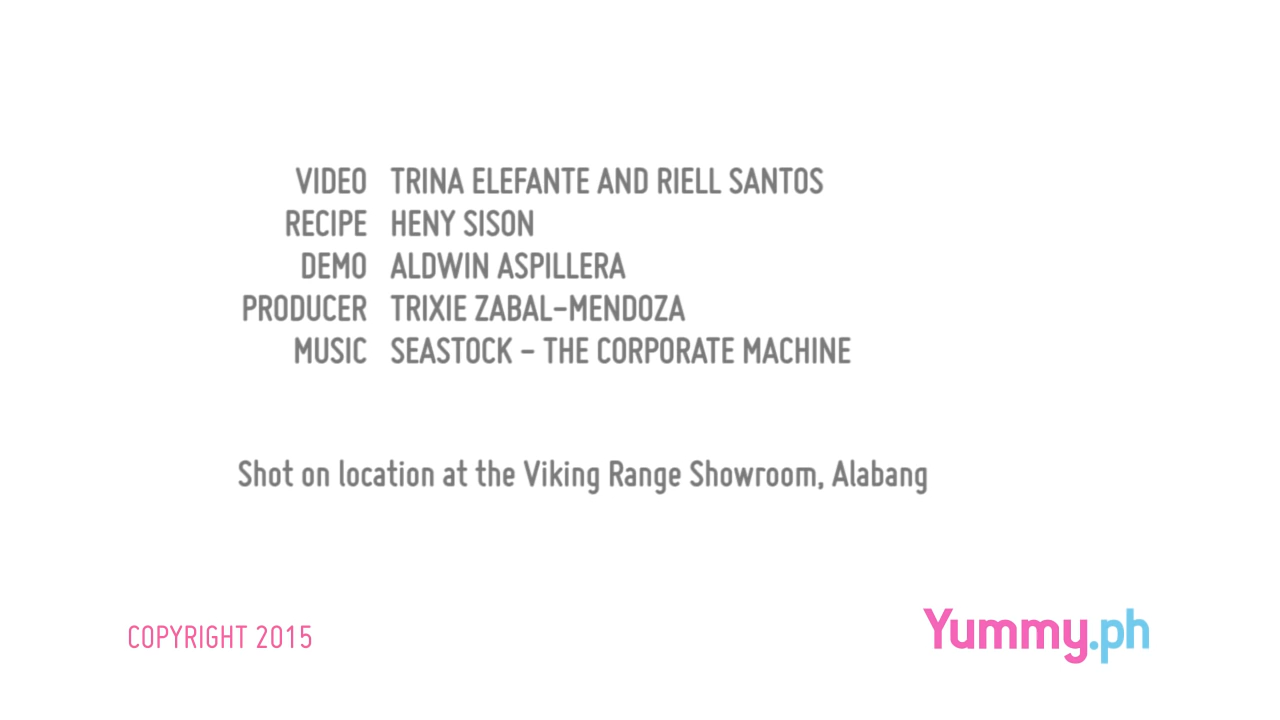 VIDEO TRINA ELEFANTE AND RIELL SANTOS
RECIPE HENY SISON
DEMO ALDWIN ASPILLERA
PRODUCER TRIXIE ZABAL-MENDOZA
MUSIC SEASTOCK - THE CORPORATE MACHINE
Shot on location at the Viking Range Showroom, Alabang
COPYRIGHT 2015
Yummy.ph